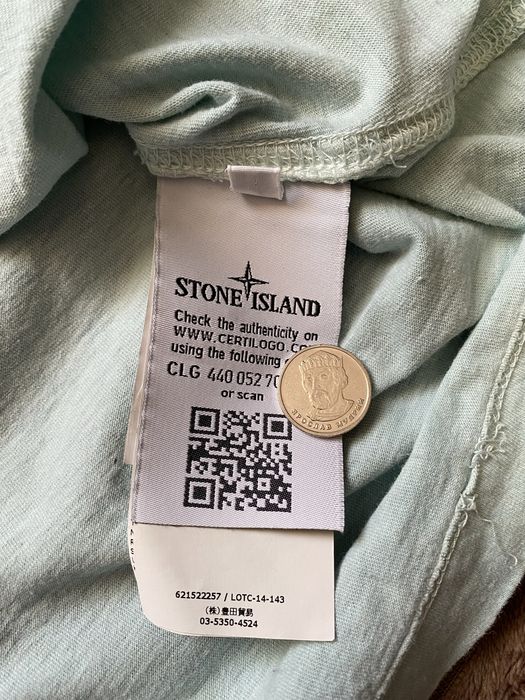 STONE ISLAND
Check the authenticity on
WWW.CERTILOGO.CO
using the following
CLG 440 052 70
or scan
ЯРОСЛАВ МУДРИЙ
621522257 / LOTC-14-143
(株)豊田貿易
03-5350-4524